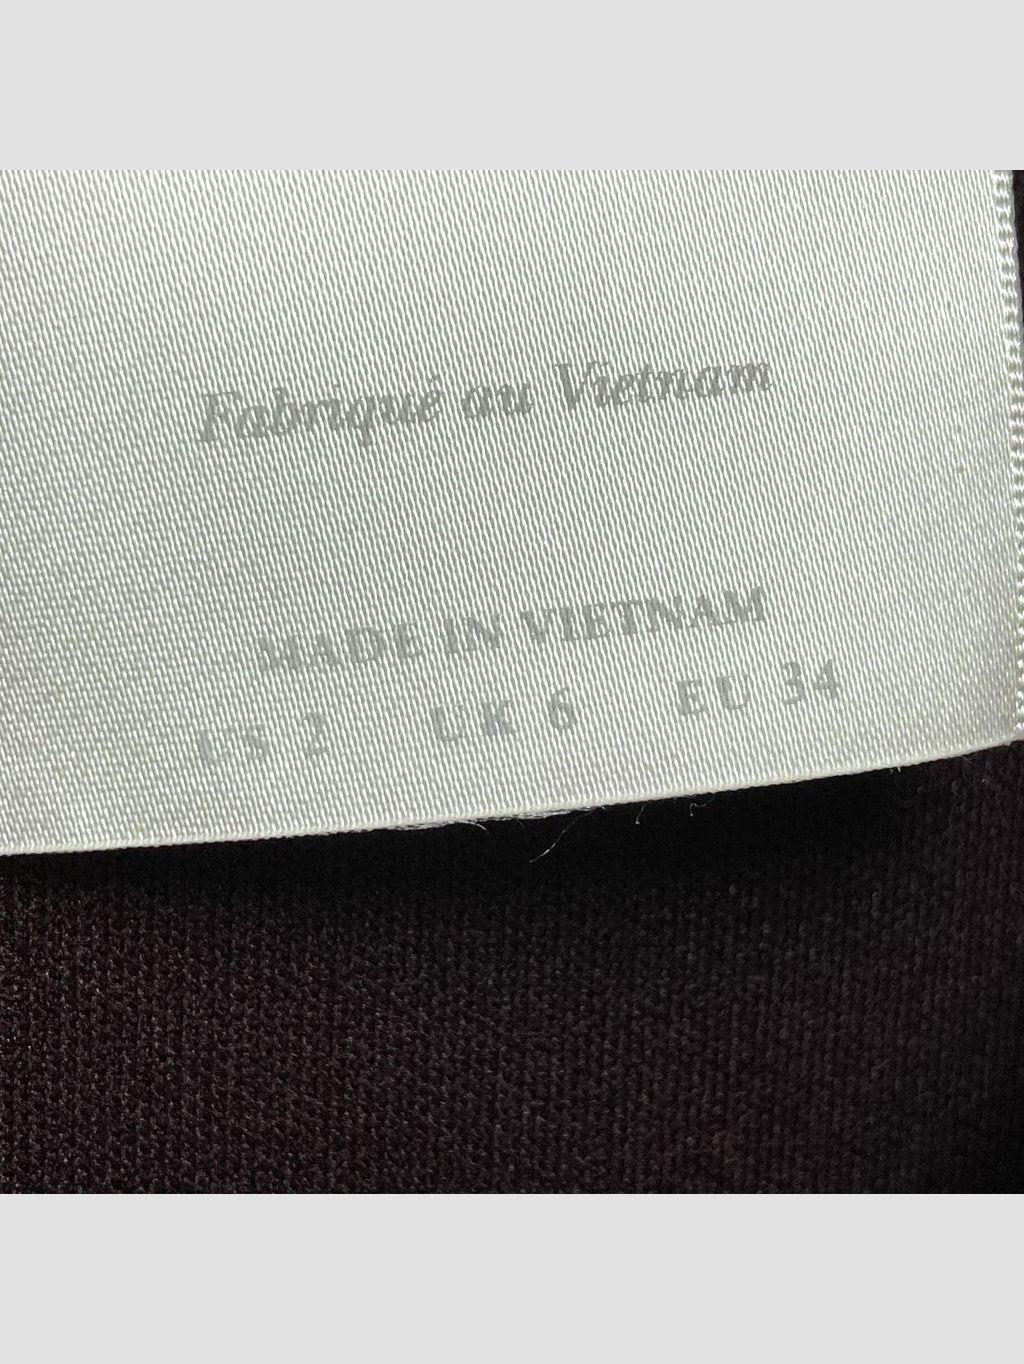 Fabriqué au Vietnam
MADE IN VIETNAM
US 2 UK 6 EU 34